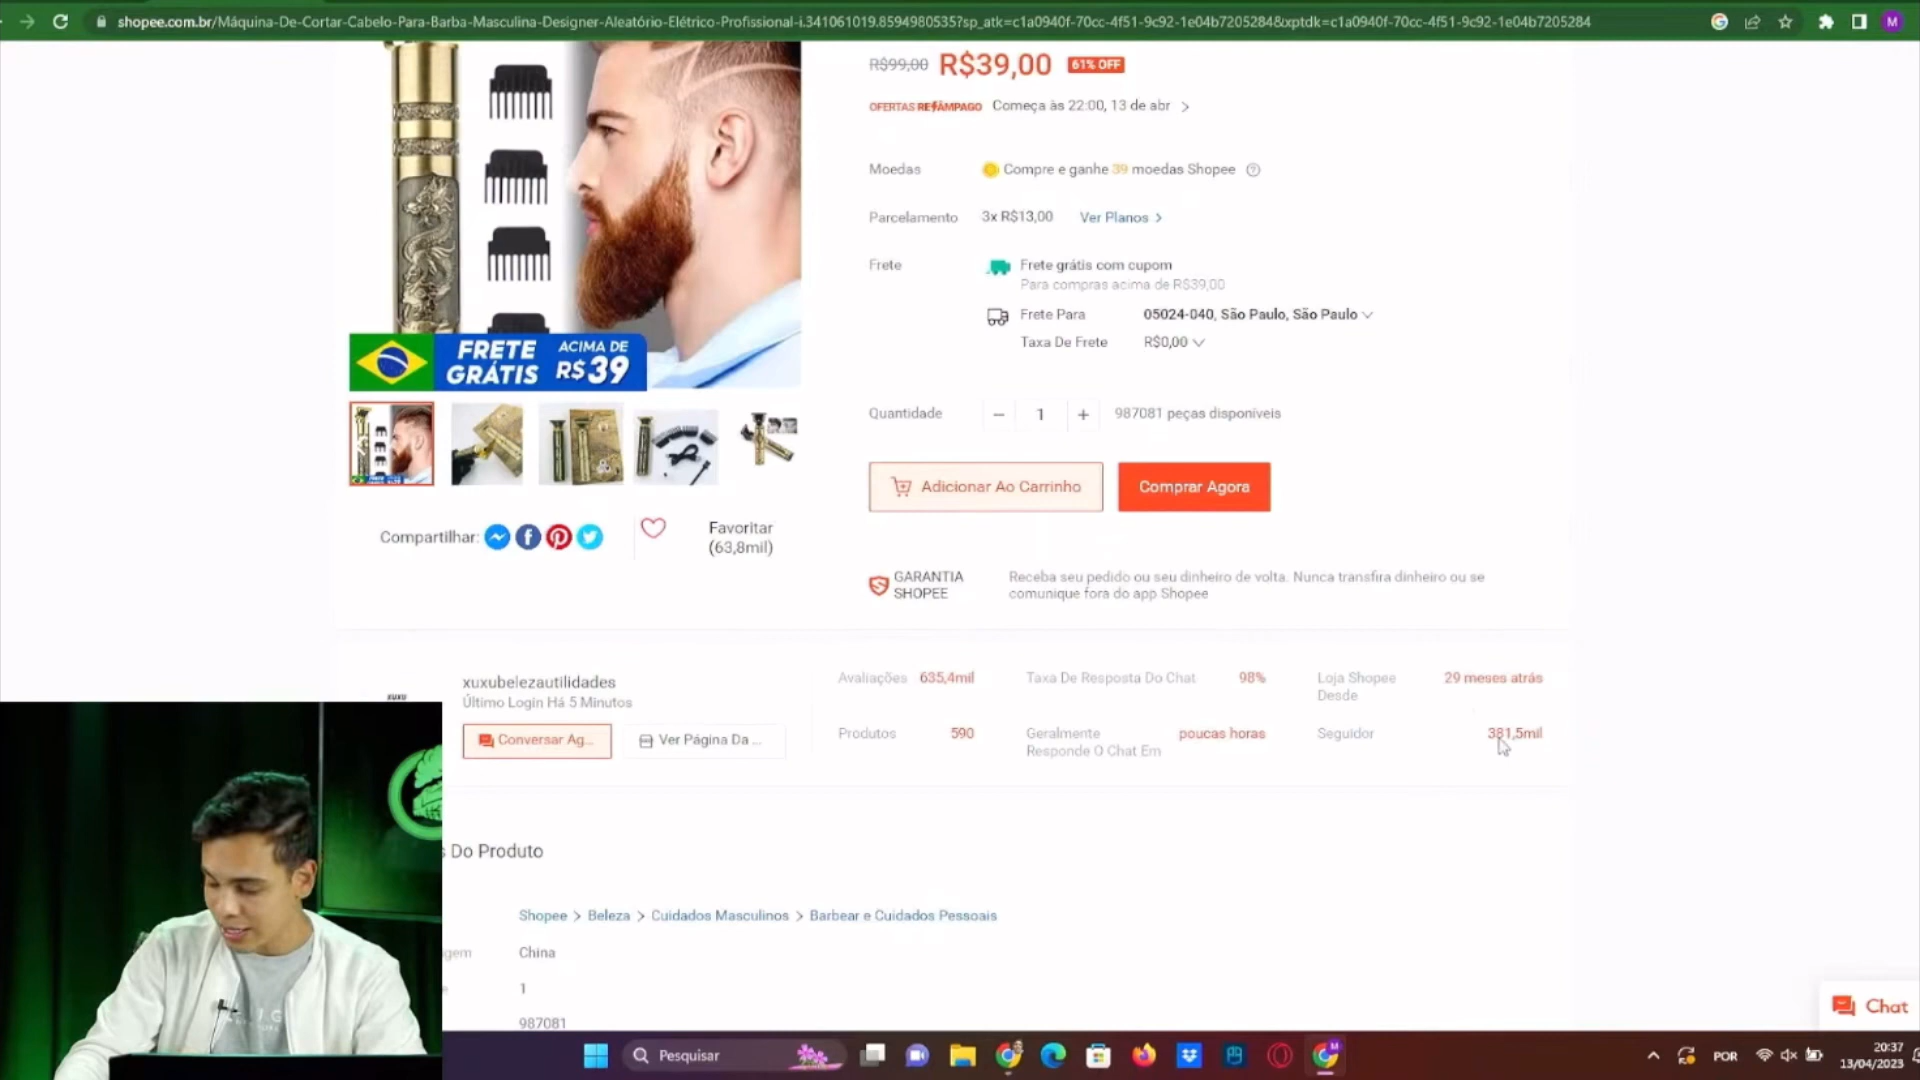 shopee.com.br/Máquina-De-Cortar-Cabelo-Para-Barba-Masculina-Designer-Aleatório-Elétrico-Profissional-i.341061019.8594980535?sp_atk=c1a0940f-70cc-4f51-9c92-1e04b7205284&xptdk=c1a0940f-70cc-4f51-9c92-1e04b7205284
M
R$99,00 R$39,00 61% OFF
Começa às 22:00, 13 de abr
Moedas Compre e ganhe 39 moedas Shopee
Parcelamento 3x R$13,00 Ver Planos
Frete Frete grátis com cupom
Para compras acima de R$39,00
Frete Para 05024-040, São Paulo, São Paulo
Taxa De Frete R$0,00
FRETE GRÁTIS
ACIMA DE R$39
Quantidade 1 987081 peças disponíveis
Adicionar Ao Carrinho Comprar Agora
Compartilhar:
Favoritar
(63,8mil)
GARANTIA
SHOPEE
Receba seu pedido ou seu dinheiro de volta. Nunca transfira dinheiro ou se
comunique fora do app Shopee
xuxu
xuxubelezautilidades
Último Login Há 5 Minutos
Conversar Ag...
Ver Página Da ...
Avaliações 635,4mil
Produtos 590
Taxa De Resposta Do Chat 98%
Geralmente
Responde O Chat Em
poucas horas
Loja Shopee
Desde
29 meses atrás
Seguidor 381,5mil
s Do Produto
Shopee > Beleza > Cuidados Masculinos > Barbear e Cuidados Pessoais
gem China
1
987081
Chat
Pesquisar
POR
20:37
13/04/2023